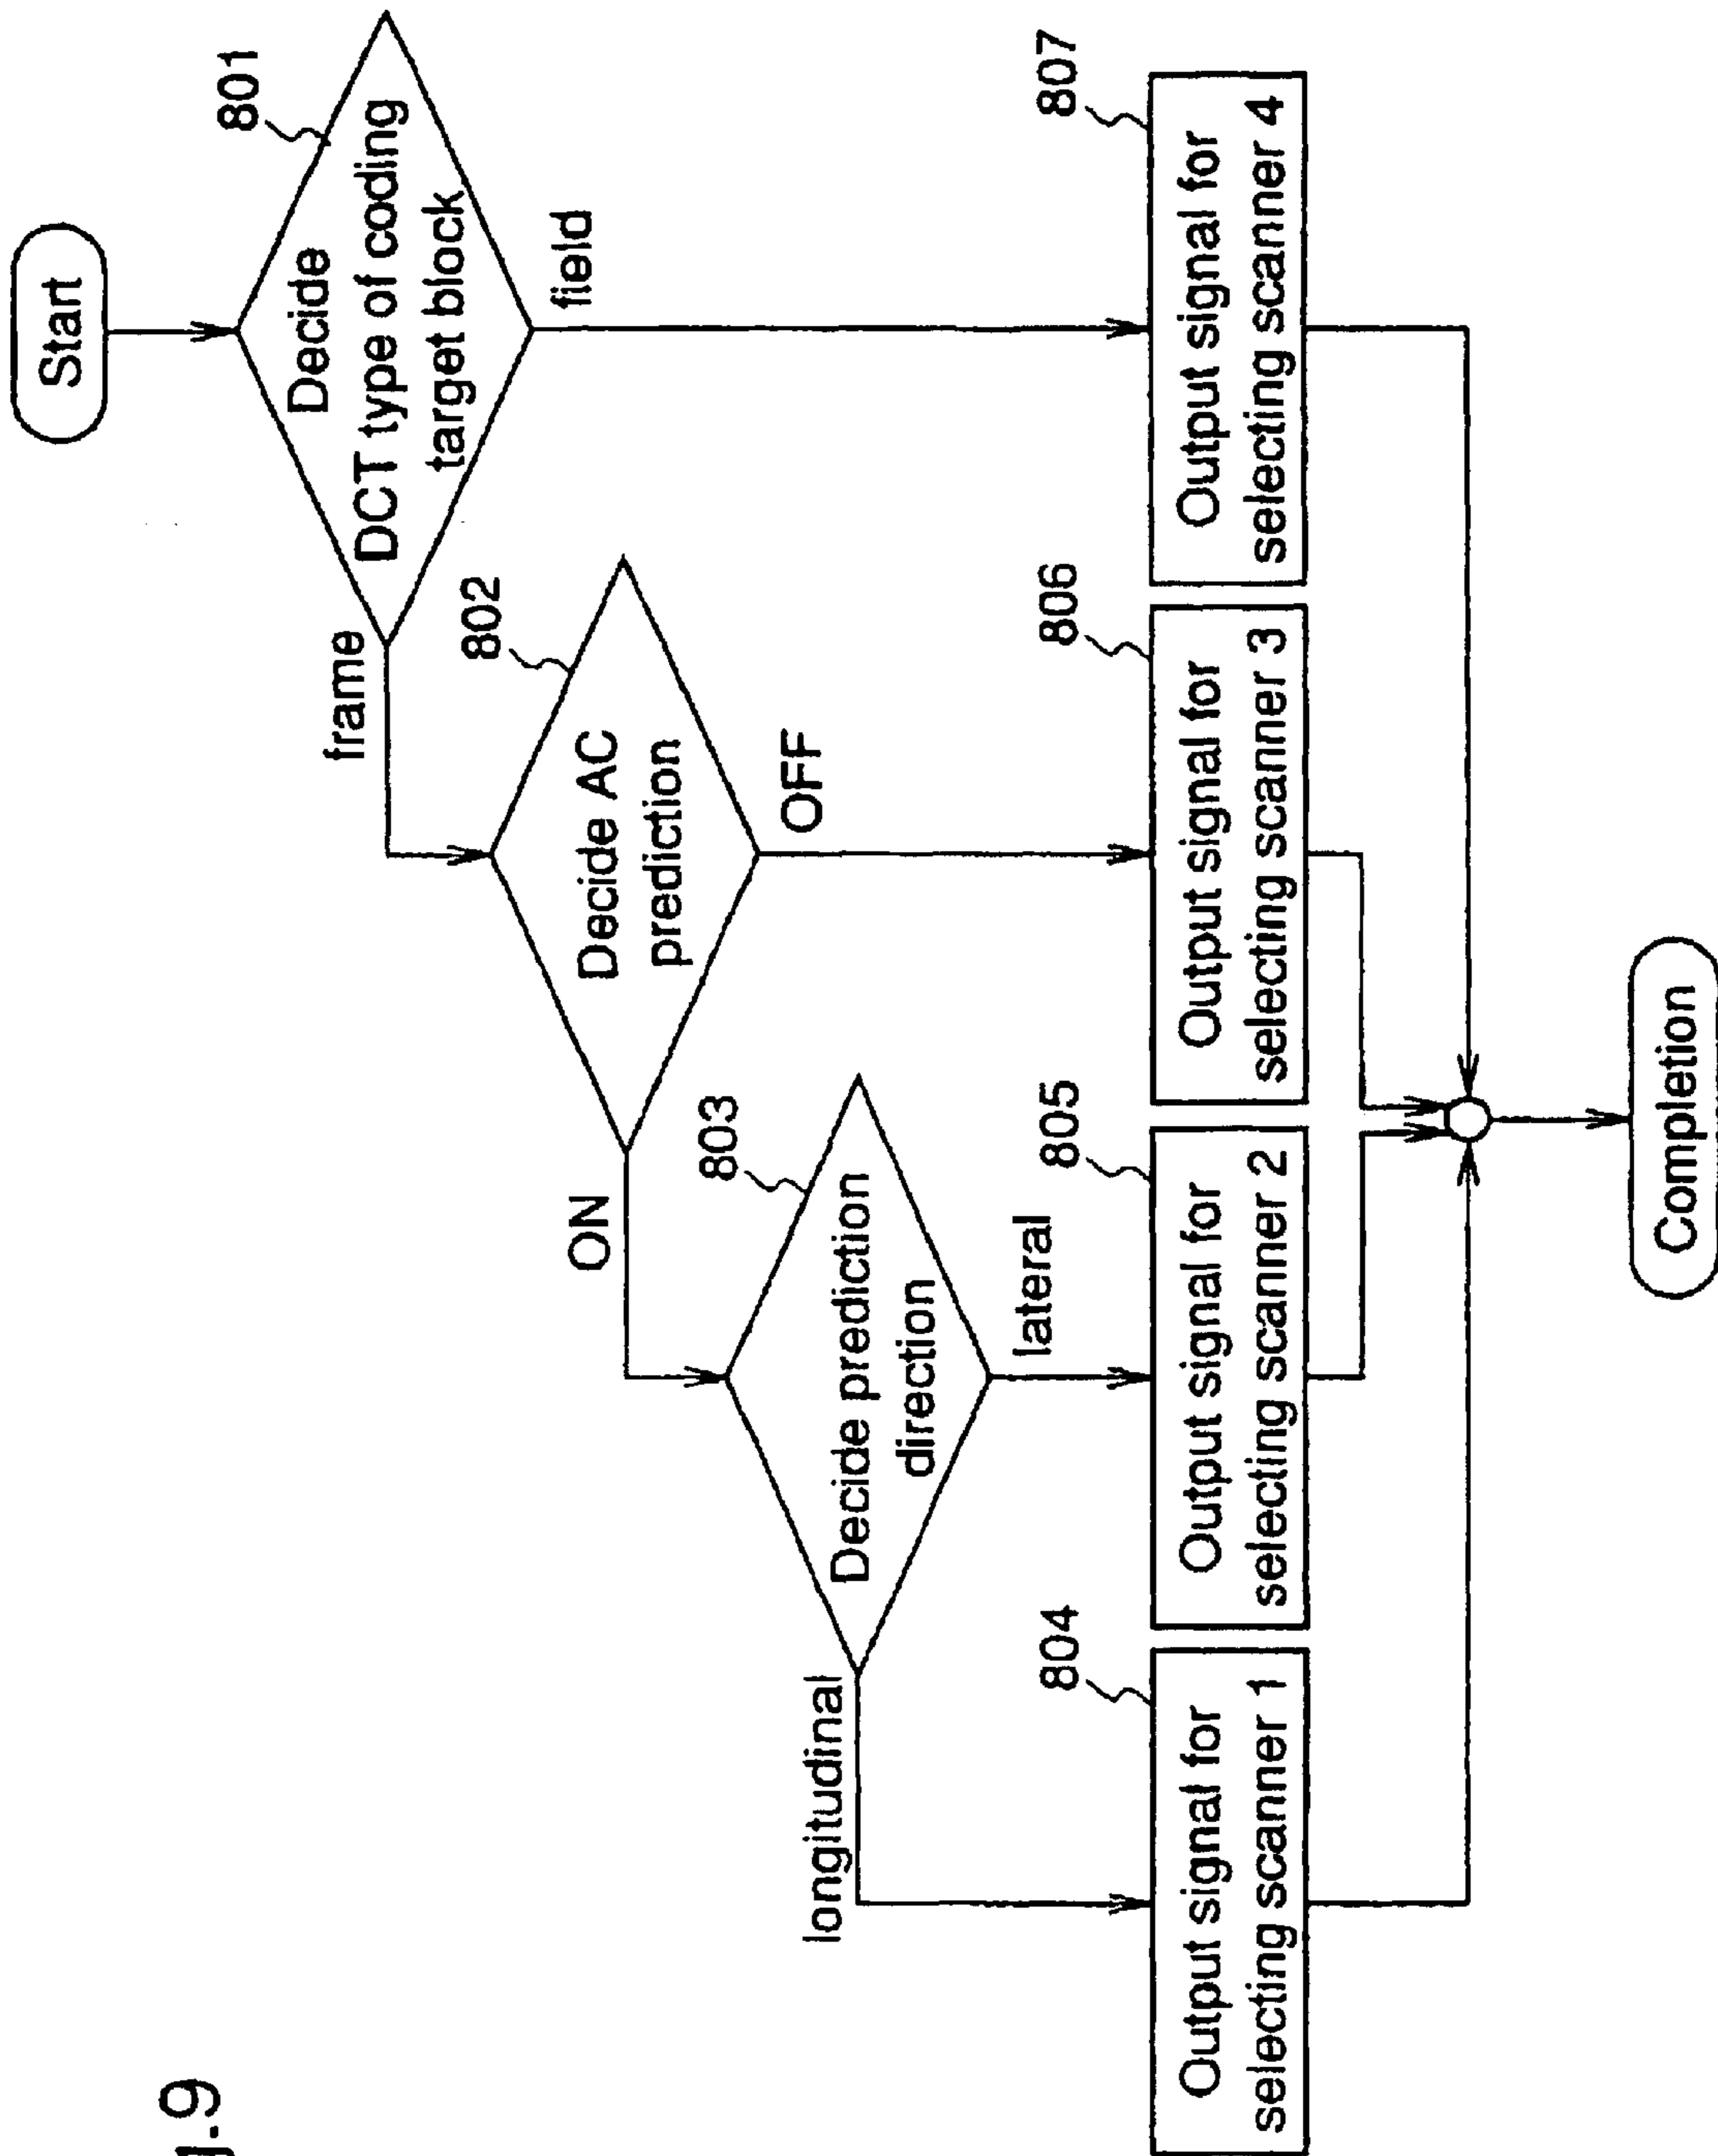 Start
801
Decide
DCT type of coding
target block
frame
field
802
Decide AC
prediction
ON
OFF
803
Decide prediction
direction
longitudinal
lateral
804
Output signal for
selecting scanner 1
805
Output signal for
selecting scanner 2
806
Output signal for
selecting scanner 3
807
Output signal for
selecting scanner 4
Completion
g.9